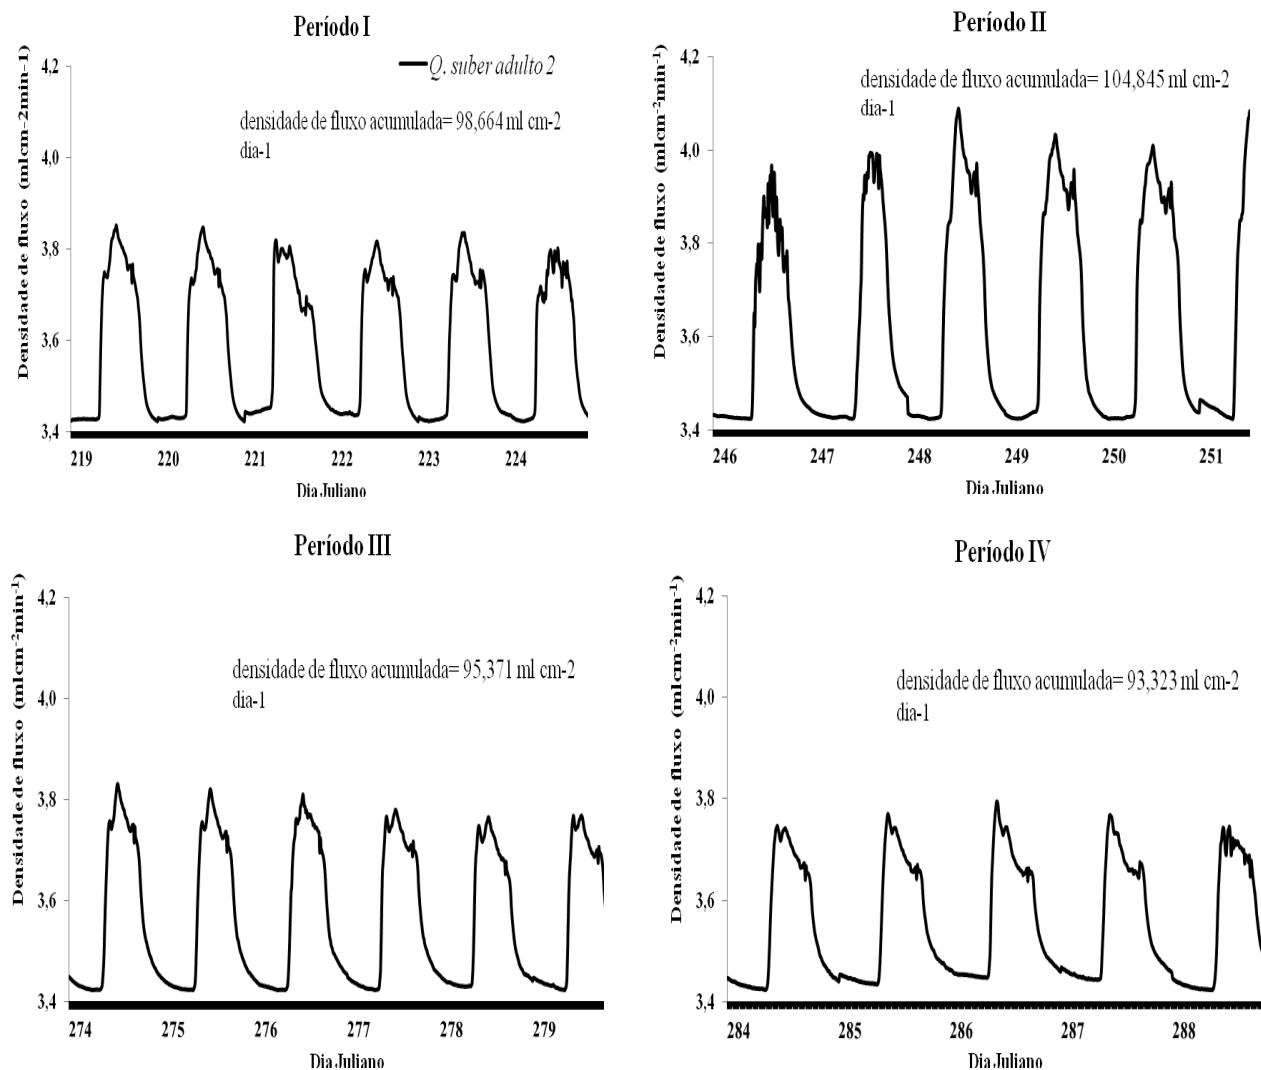 Período I
Q. suber adulto 2
densidade de fluxo acumulada= 98,664 ml cm-2
dia-1
Densidade de fluxo (mlcm-2min-1)
4,2
4,0
3,8
3,6
3,4
219 220 221 222 223 224
Dia Juliano
Período II
densidade de fluxo acumulada= 104,845 ml cm-2
dia-1
Densidade de fluxo (mlcm-2min-1)
4,2
4,0
3,8
3,6
3,4
246 247 248 249 250 251
Dia Juliano
Período III
densidade de fluxo acumulada= 95,371 ml cm-2
dia-1
Densidade de fluxo (mlcm-2min-1)
4,2
4,0
3,8
3,6
3,4
274 275 276 277 278 279
Dia Juliano
Período IV
densidade de fluxo acumulada= 93,323 ml cm-2
dia-1
Densidade de fluxo (mlcm-2min-1)
4,2
4,0
3,8
3,6
3,4
284 285 286 287 288
Dia Juliano